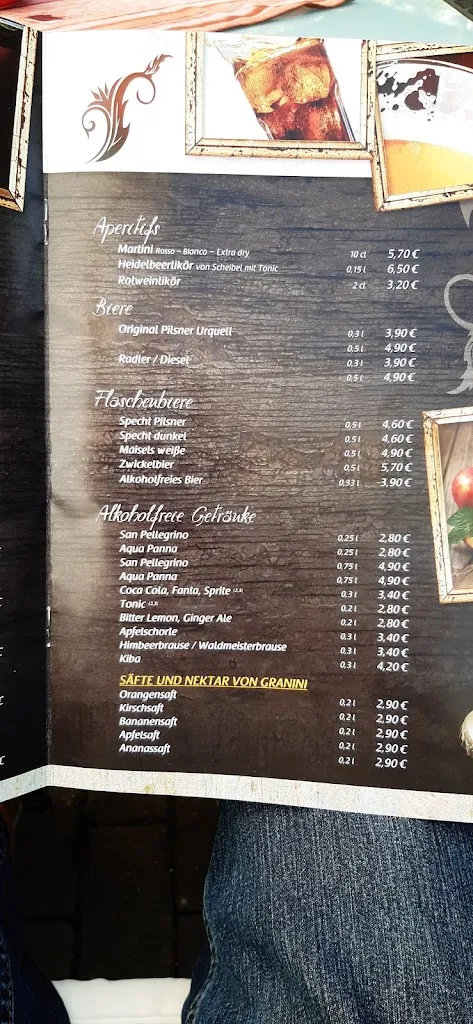 Aperitifs
Martini Rosso – Bianco – Extra dry 10 cl 5,70 €
Heidelbeerlikör von Scheibel mit Tonic 0,15 l 6,50 €
Rotweinlikör 2 cl 3,20 €
Biere
Original Pilsner Urquell 0,3 l 3,90 €
0,5 l 4,90 €
Radler / Diesel 0,3 l 3,90 €
0,5 l 4,90 €
Flaschenbiere
Specht Pilsner 0,5 l 4,60 €
Specht dunkel 0,5 l 4,60 €
Maisels weiße 0,5 l 4,90 €
Zwickelbier 0,5 l 5,70 €
Alkoholfreies Bier 0,33 l 3,90 €
Alkoholfreie Getränke
San Pellegrino 0,25 l 2,80 €
Aqua Panna 0,25 l 2,80 €
San Pellegrino 0,75 l 4,90 €
Aqua Panna 0,75 l 4,90 €
Coca Cola, Fanta, Sprite (2,3) 0,3 l 3,40 €
Tonic (3,3) 0,2 l 2,80 €
Bitter Lemon, Ginger Ale 0,2 l 2,80 €
Apfelschorle 0,3 l 3,40 €
Himbeerbrause / Waldmeisterbrause 0,3 l 3,40 €
Kiba 0,3 l 4,20 €
SÄFTE UND NEKTAR VON GRANINI
Orangensaft 0,2 l 2,90 €
Kirschsaft 0,2 l 2,90 €
Bananensaft 0,2 l 2,90 €
Apfelsaft 0,2 l 2,90 €
Ananassaft 0,2 l 2,90 €